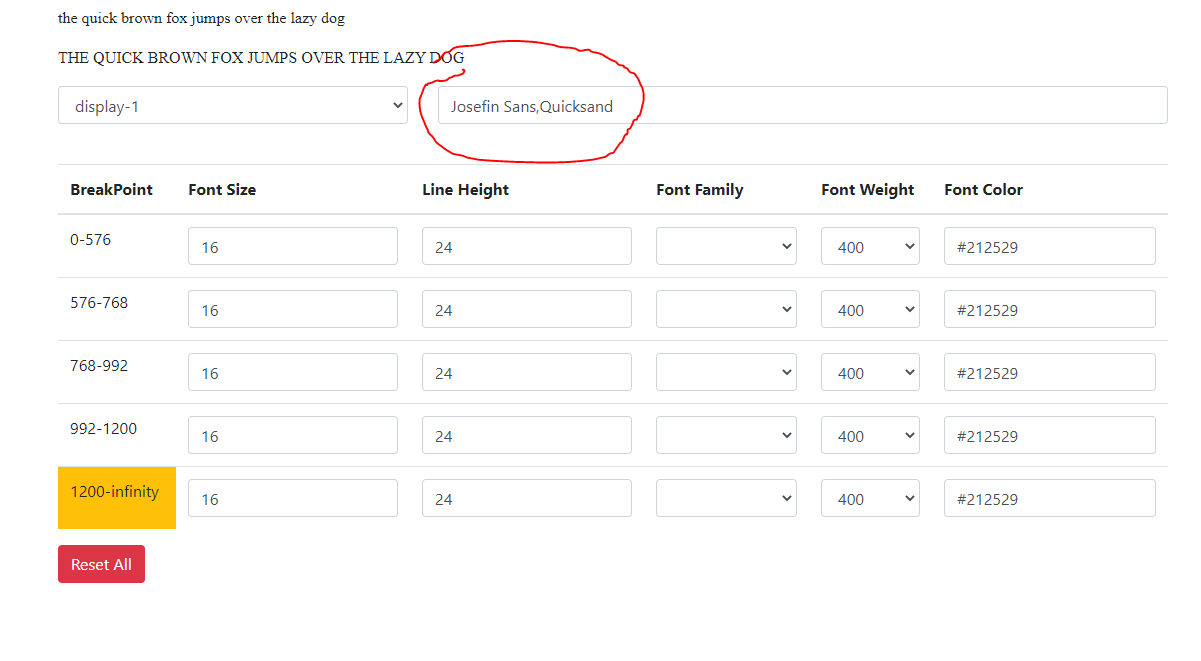 the quick brown fox jumps over the lazy dog
THE QUICK BROWN FOX JUMPS OVER THE LAZY DOG
display-1 Josefin Sans,Quicksand
BreakPoint Font Size Line Height Font Family Font Weight Font Color
0-576 16 24 400 #212529
576-768 16 24 400 #212529
768-992 16 24 400 #212529
992-1200 16 24 400 #212529
1200-infinity 16 24 400 #212529
Reset All